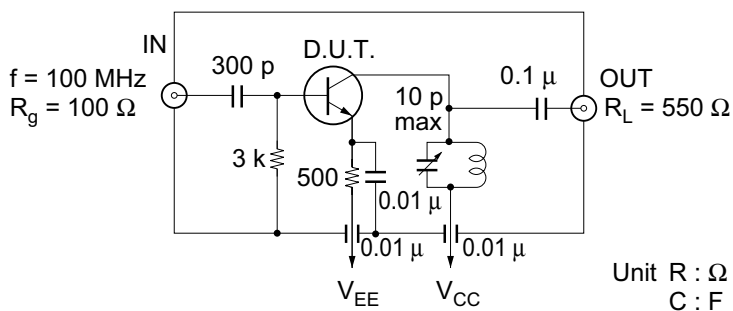 IN
D.U.T.
f = 100 MHz
R_g = 100 Ω
300 p
0.1 μ
OUT
R_L = 550 Ω
10 p
max
3 k
500
0.01 μ
0.01 μ
0.01 μ
V_EE
V_CC
Unit R : Ω
C : F